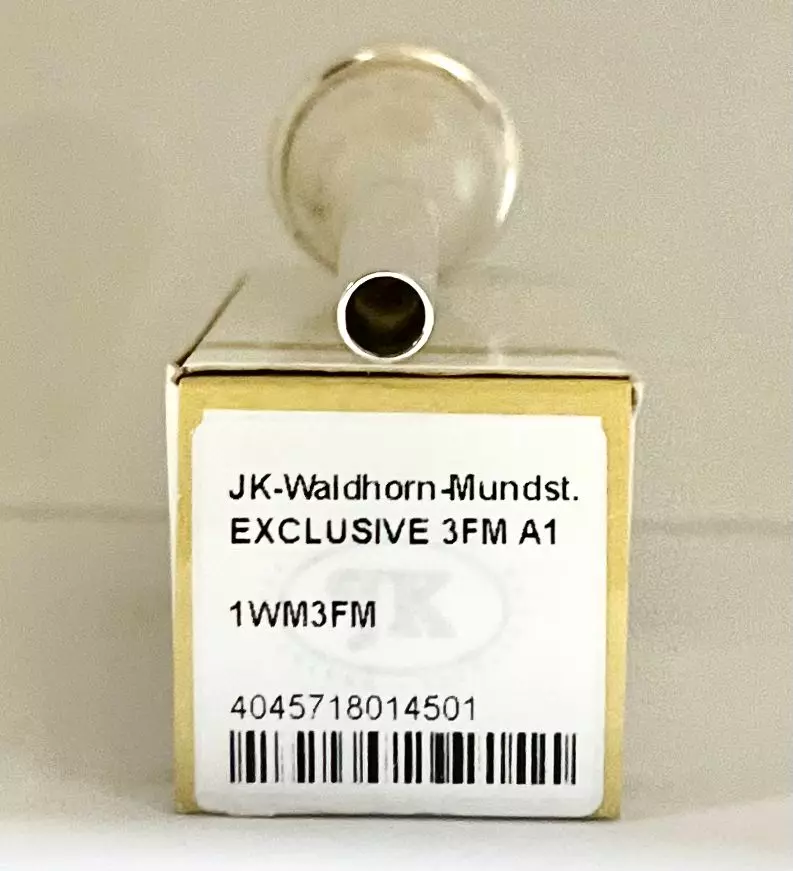 JK-Waldhorn-Mundst.
EXCLUSIVE 3FM A1
JK
1WM3FM
4045718014501